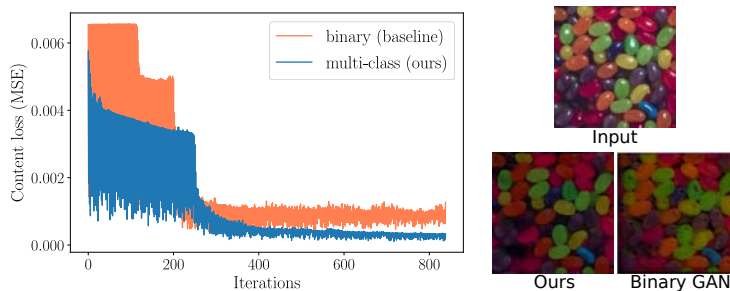 0.006
0.004
0.002
0.000
Content loss (MSE)
binary (baseline)
multi-class (ours)
0
200
400
600
800
Iterations
Input
Ours
Binary GAN